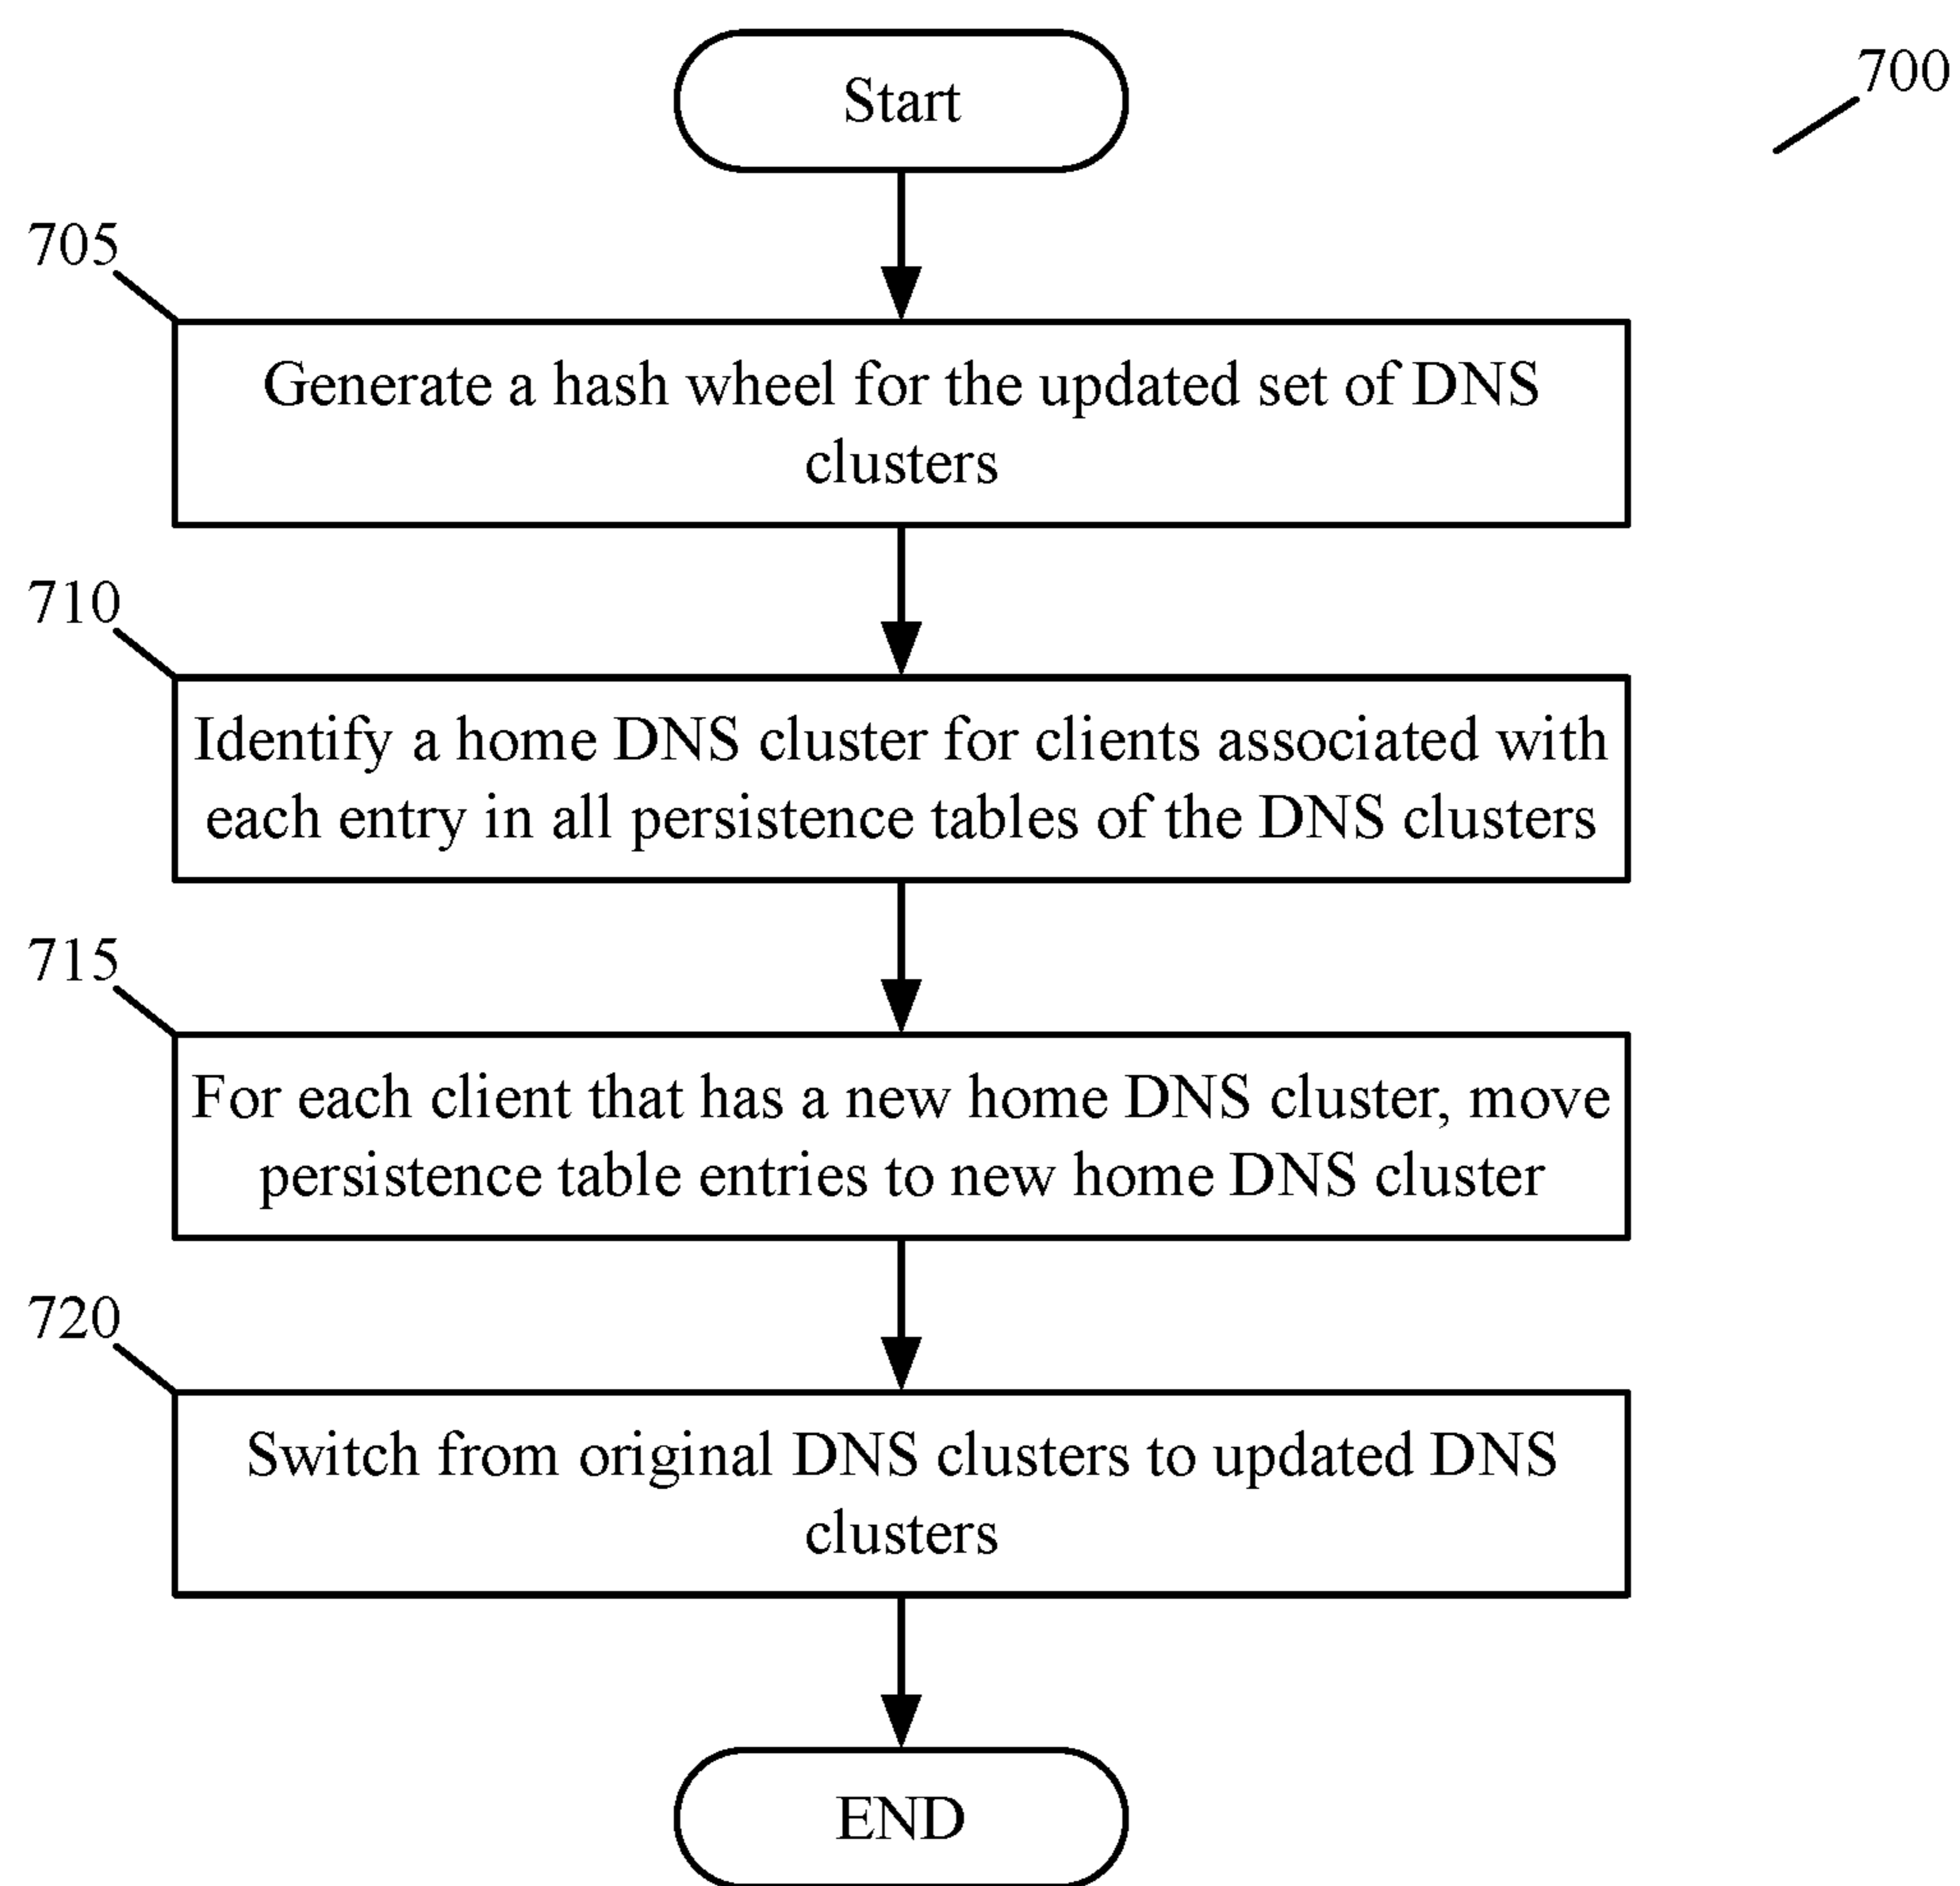 Start
700
705
Generate a hash wheel for the updated set of DNS
clusters
710
Identify a home DNS cluster for clients associated with
each entry in all persistence tables of the DNS clusters
715
For each client that has a new home DNS cluster, move
persistence table entries to new home DNS cluster
720
Switch from original DNS clusters to updated DNS
clusters
END